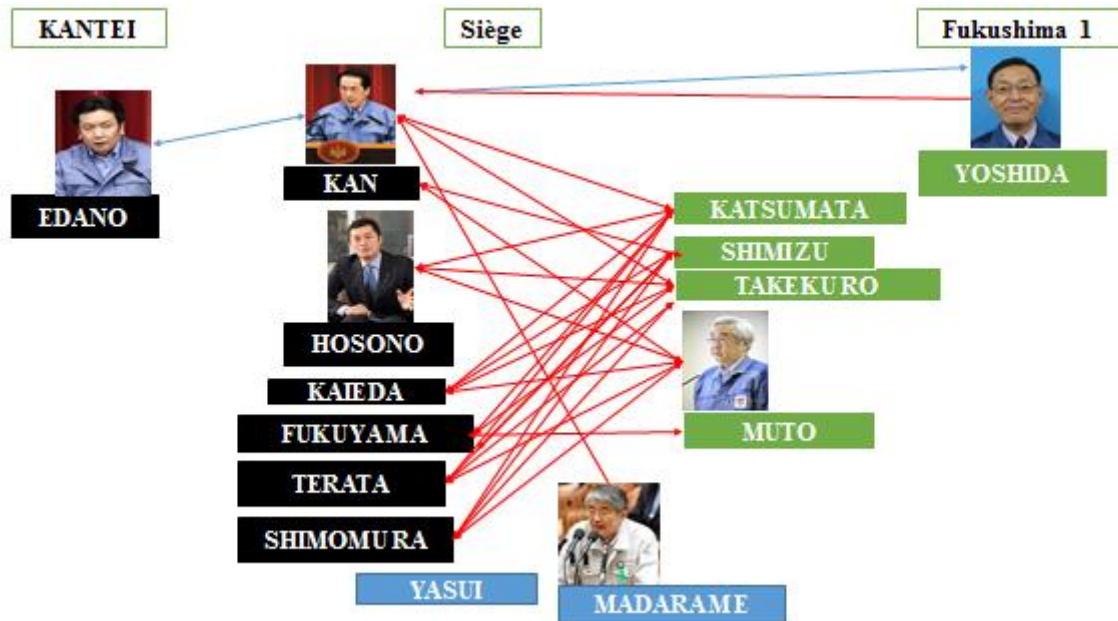 KANTEI
Siège
Fukushima 1
KAN
YOSHIDA
EDANO
KATSUMATA
SHIMIZU
TAKEKURO
HOSONO
KAIEDA
FUKUYAMA
MUTO
TERATA
SHIMOMURA
YASUI
MADARAME